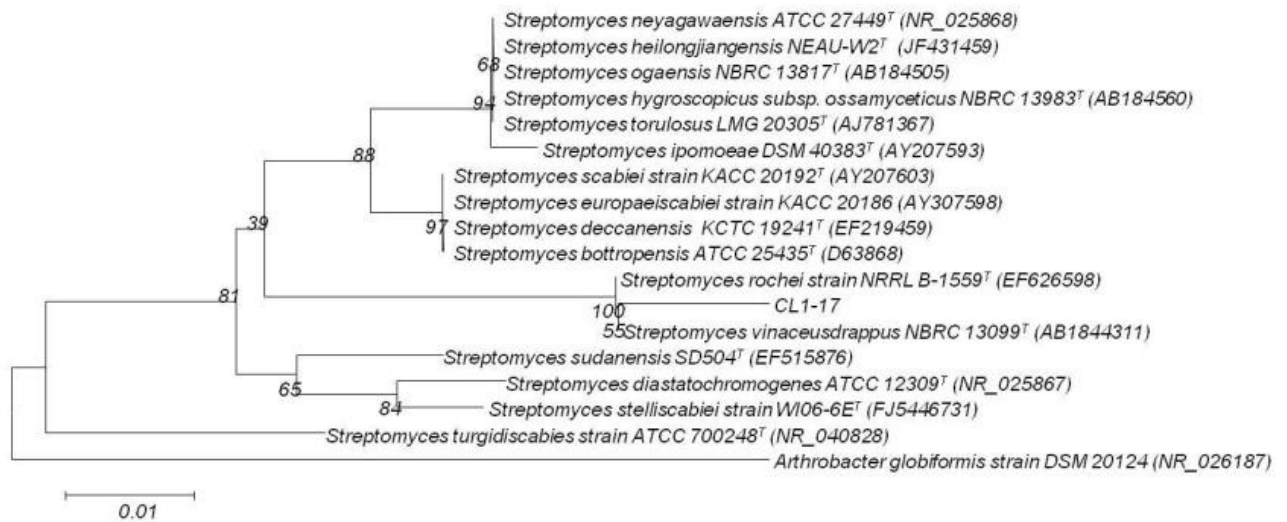 Streptomyces neyagawaensis ATCC 27449ᵀ (NR_025868)
Streptomyces heilongjiangensis NEAU-W2ᵀ (JF431459)
68
Streptomyces ogaensis NBRC 13817ᵀ (AB184505)
94
Streptomyces hygroscopicus subsp. ossamyceticus NBRC 13983ᵀ (AB184560)
Streptomyces torulosus LMG 20305ᵀ (AJ781367)
88
Streptomyces ipomoeae DSM 40383ᵀ (AY207593)
Streptomyces scabiei strain KACC 20192ᵀ (AY207603)
Streptomyces europaeiscabiei strain KACC 20186 (AY307598)
39
97
Streptomyces deccanensis KCTC 19241ᵀ (EF219459)
Streptomyces bottropensis ATCC 25435ᵀ (D63868)
Streptomyces rochei strain NRRL B-1559ᵀ (EF626598)
81
CL1-17
100
55
Streptomyces vinaceusdrappus NBRC 13099ᵀ (AB1844311)
Streptomyces sudanensis SD504ᵀ (EF515876)
65
Streptomyces diastatochromogenes ATCC 12309ᵀ (NR_025867)
84
Streptomyces stelliscabiei strain WI06-6Eᵀ (FJ5446731)
Streptomyces turgidiscabies strain ATCC 700248ᵀ (NR_040828)
Arthrobacter globiformis strain DSM 20124 (NR_026187)
0.01